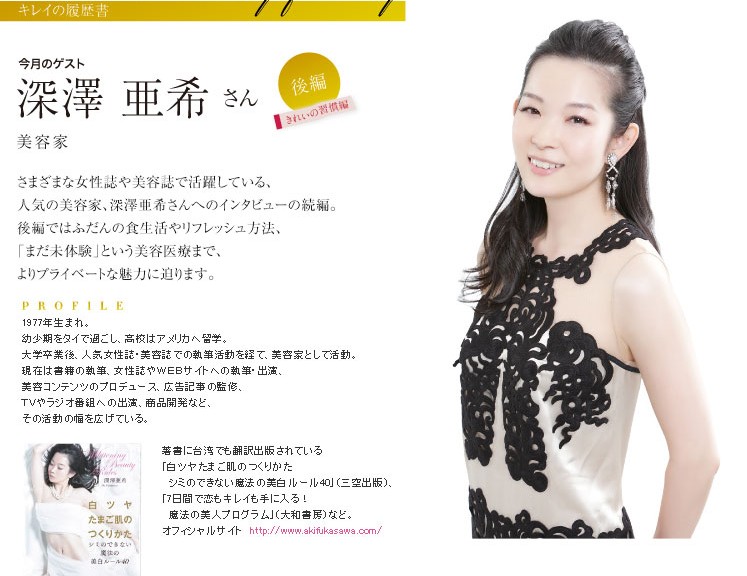 キレイの履歴書
今月のゲスト
深澤 亜希 さん
後編
きれいの習慣編
美容家
さまざまな女性誌や美容誌で活躍している、
人気の美容家、深澤亜希さんへのインタビューの続編。
後編ではふだんの食生活やリフレッシュ方法、
「まだ未体験」という美容医療まで、
よりプライベートな魅力に迫ります。
PROFILE
1977年生まれ。
幼少期をタイで過ごし、高校はアメリカへ留学。
大学卒業後、人気女性誌・美容誌での執筆活動を経て、美容家として活動。
現在は書籍の執筆、女性誌やWEBサイトへの執筆・出演、
美容コンテンツのプロデュース、広告記事の監修、
TVやラジオ番組への出演、商品開発など、
その活動の幅を広げている。
Whitening
Beauty
Rules
深澤亜希
白ツヤ
たまご肌の
つくりかた
シミのできない
魔法の
美白ルール40
著書に台湾でも翻訳出版されている
「白ツヤたまご肌のつくりかた
シミのできない魔法の美白 ルール40」（三空出版）、
「7日間で恋もキレイも手に入る！
魔法の美人プログラム」（大和書房）など。
オフィシャルサイト http://www.akifukasawa.com/